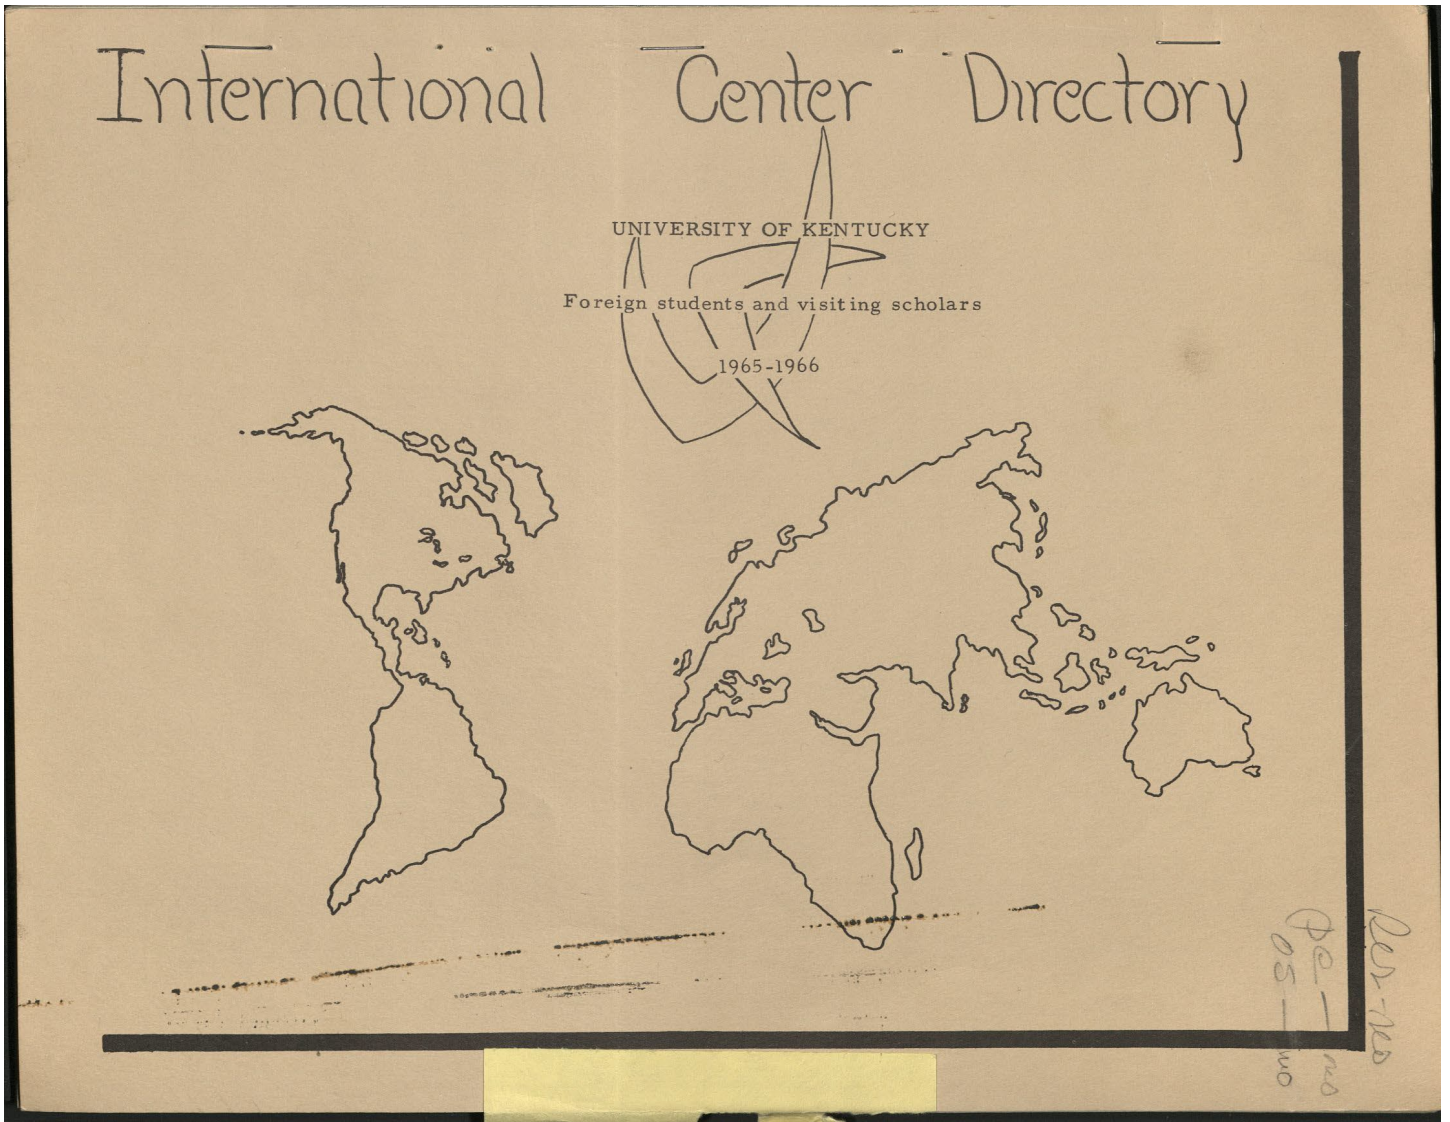 International Center Directory
UNIVERSITY OF KENTUCKY
Foreign students and visiting scholars
1965-1966